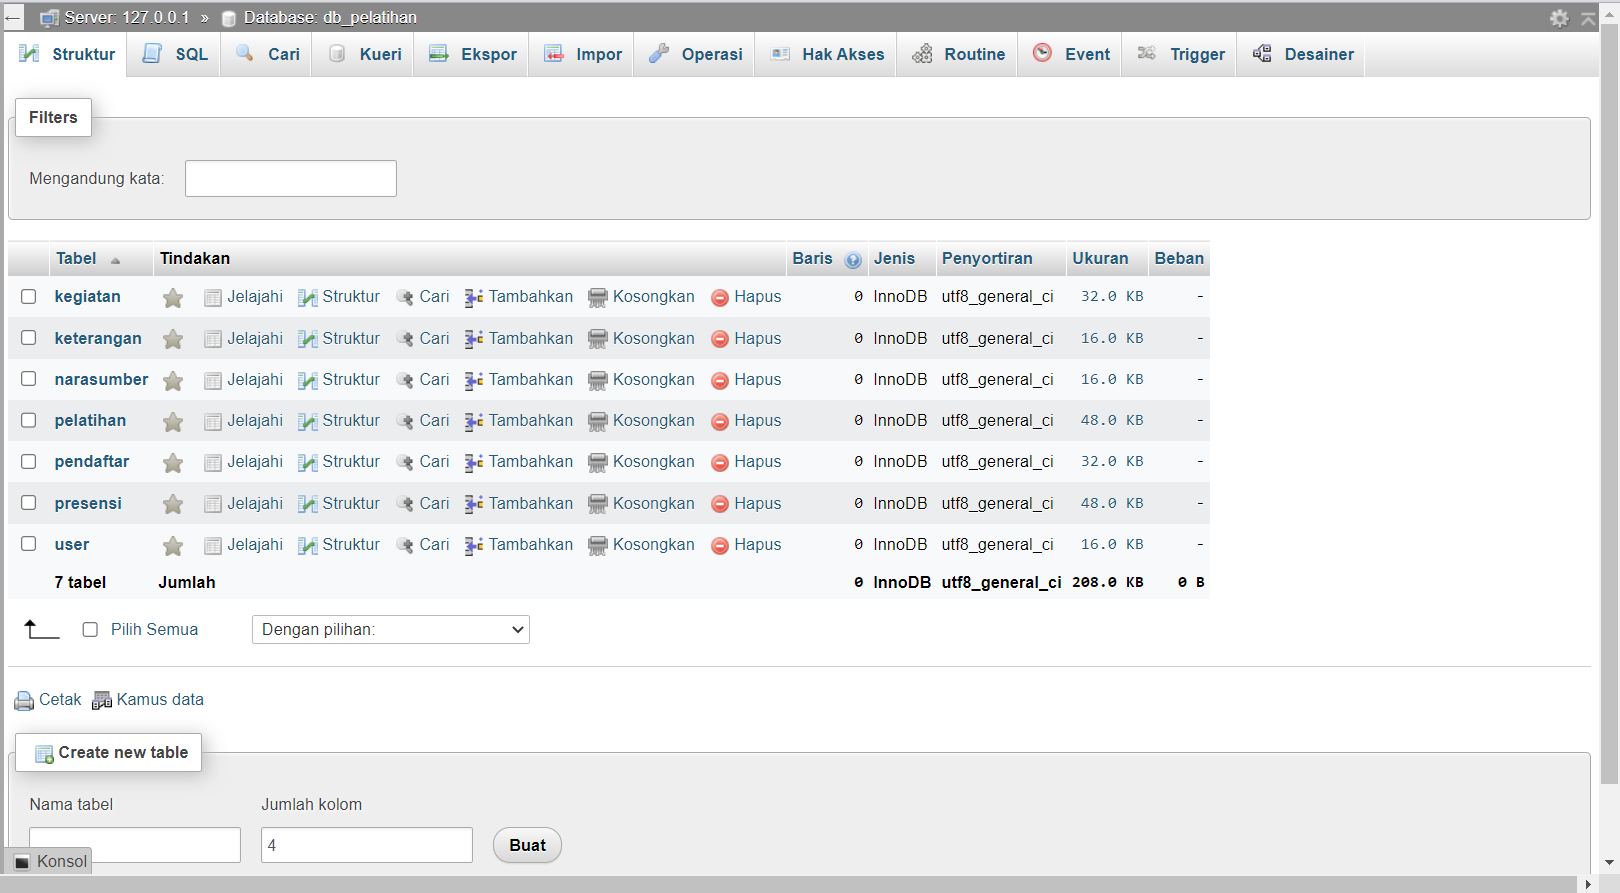 Server: 127.0.0.1 » Database: db_pelatihan
Struktur SQL Cari Kueri Ekspor Impor Operasi Hak Akses Routine Event Trigger Desainer
Filters
Mengandung kata:
Tabel Tindakan Baris Jenis Penyortiran Ukuran Beban
kegiatan Jelajahi Struktur Cari Tambahkan Kosongkan Hapus 0 InnoDB utf8_general_ci 32.0 KB -
keterangan Jelajahi Struktur Cari Tambahkan Kosongkan Hapus 0 InnoDB utf8_general_ci 16.0 KB -
narasumber Jelajahi Struktur Cari Tambahkan Kosongkan Hapus 0 InnoDB utf8_general_ci 16.0 KB -
pelatihan Jelajahi Struktur Cari Tambahkan Kosongkan Hapus 0 InnoDB utf8_general_ci 48.0 KB -
pendaftar Jelajahi Struktur Cari Tambahkan Kosongkan Hapus 0 InnoDB utf8_general_ci 32.0 KB -
presensi Jelajahi Struktur Cari Tambahkan Kosongkan Hapus 0 InnoDB utf8_general_ci 48.0 KB -
user Jelajahi Struktur Cari Tambahkan Kosongkan Hapus 0 InnoDB utf8_general_ci 16.0 KB -
7 tabel Jumlah 0 InnoDB utf8_general_ci 208.0 KB 0 B
Pilih Semua Dengan pilihan:
Cetak Kamus data
Create new table
Nama tabel Jumlah kolom
4 Buat
Konsol